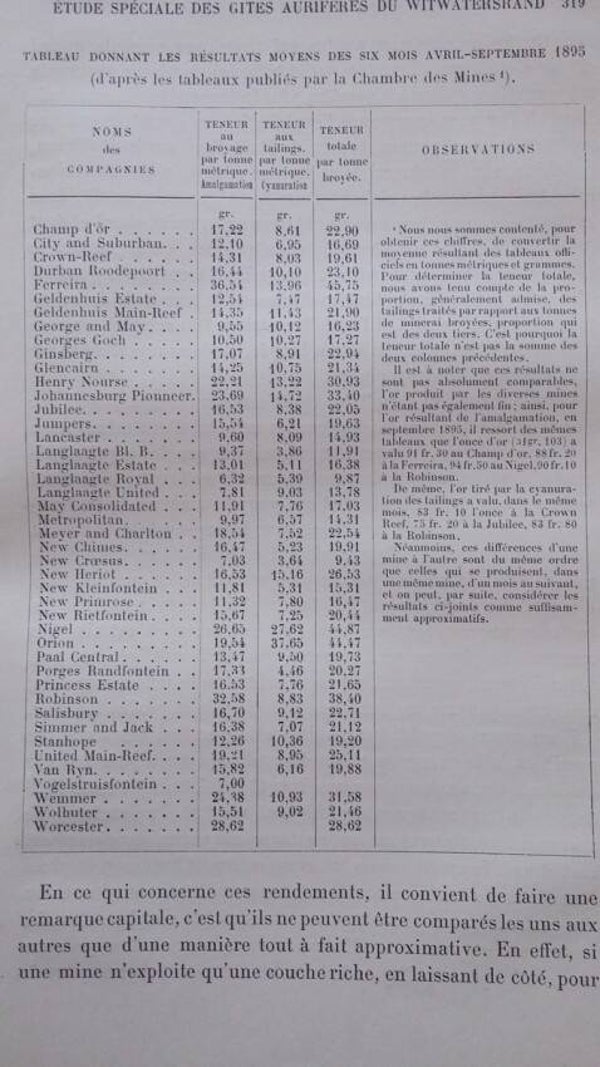 ÉTUDE SPÉCIALE DES GITES AURIFÈRES DU WITWATERSRAND 319
TABLEAU DONNANT LES RÉSULTATS MOYENS DES SIX MOIS AVRIL-SEPTEMBRE 1895
(d'après les tableaux publiés par la Chambre des Mines ¹).
NOMS des COMPAGNIES
TENEUR au broyage par tonne métrique. Amalgamation
TENEUR aux tailings. par tonne métrique. Cyanuration
TENEUR totale par tonne broyée.
OBSERVATIONS
gr. gr. gr.
Champ d'ôr . . . . . . 17,22 8,61 22,90
City and Suburban. . . 12,10 6,95 16,69
Crown-Reef . . . . . . 14,31 8,03 19,61
Durban Roodepoort . . 16,44 10,10 23,10
Ferreira . . . . . . . 36,54 13,96 45,75
Geldenhuis Estate . . . 12,54 7,47 17,47
Geldenhuis Main-Reef . 14,35 11,43 21,90
George and May. . . . 9,55 10,12 16,23
Georges Goch . . . . . 10,50 10,27 17,27
Ginsberg. . . . . . . 17,07 8,91 22,94
Glencairn . . . . . . 14,25 10,75 21,34
Henry Nourse . . . . . 22,21 13,22 30,93
Johannesburg Pionneer. 23,69 14,72 33,40
Jubilee. . . . . . . . 16,53 8,38 22,05
Jumpers. . . . . . . . 15,54 6,21 19,63
Lancaster . . . . . . 9,60 8,09 14,93
Langlaagte Bl. B. . . . 9,37 3,86 11,91
Langlaagte Estate . . . 13,01 5,11 16,38
Langlaagte Royal . . . 6,32 5,39 9,87
Langlaagte United . . . 7,81 9,03 13,78
May Consolidated . . . 11,91 7,76 17,03
Metropolitan. . . . . . 9,97 6,57 14,31
Meyer and Charlton . . 18,54 7,52 22,54
New Chimes. . . . . . 16,47 5,23 19,91
New Crœsus. . . . . . 7,03 3,64 9,43
New Heriot . . . . . . 16,53 15,16 26,53
New Kleinfontein . . . 11,81 5,31 15,31
New Primrose . . . . . 11,32 7,80 16,47
New Rietfontein. . . . 15,67 7,25 20,44
Nigel . . . . . . . . 26,65 27,62 44,87
Orion . . . . . . . . 19,54 37,65 44,47
Paal Central. . . . . . 13,47 9,50 19,73
Porges Randfontein . . 17,33 4,46 20,27
Princess Estate . . . . 16,53 7,76 21,65
Robinson . . . . . . . 32,58 8,83 38,40
Salisbury . . . . . . . 16,70 9,12 22,71
Simmer and Jack . . . 16,38 7,07 21,12
Stanhope . . . . . . 12,26 10,36 19,20
United Main-Reef. . . . 19,21 8,95 25,11
Van Ryn. . . . . . . . 15,82 6,16 19,88
Vogelstruisfontein . . . 7,00
Wemmer . . . . . . . 24,38 10,93 31,58
Wolhuter . . . . . . . 15,51 9,02 21,46
Worcester. . . . . . . 28,62 28,62
¹ Nous nous sommes contenté, pour
obtenir ces chiffres, de convertir la
moyenne résultant des tableaux offi-
ciels en tonnes métriques et grammes.
Pour déterminer la teneur totale,
nous avons tenu compte de la pro-
portion, généralement admise, des
tailings traités par rapport aux tonnes
de minerai broyées, proportion qui
est des deux tiers. C'est pourquoi la
teneur totale n'est pas la somme des
deux colonnes précédentes.
Il est à noter que ces résultats ne
sont pas absolument comparables,
l'or produit par les diverses mines
n'étant pas également fin; ainsi, pour
l'or résultant de l'amalgamation, en
septembre 1895, il ressort des mêmes
tableaux que l'once d'or (31gr, 103) a
valu 91 fr. 30 au Champ d'or, 88 fr. 20
à la Ferreira, 94 fr. 50 au Nigel, 90 fr. 10
à la Robinson.
De même, l'or tiré par la cyanura-
tion des tailings a valu, dans le même
mois, 83 fr. 10 l'once à la Crown
Reef, 75 fr. 20 à la Jubilee, 83 fr. 80
à la Robinson.
Néanmoins, ces différences d'une
mine à l'autre sont du même ordre
que celles qui se produisent, dans
une même mine, d'un mois au suivant,
et on peut, par suite, considérer les
résultats ci-joints comme suffisam-
ment approximatifs.
En ce qui concerne ces rendements, il convient de faire une
remarque capitale, c'est qu'ils ne peuvent être comparés les uns aux
autres que d'une manière tout à fait approximative. En effet, si
une mine n'exploite qu'une couche riche, en laissant de côté, pour